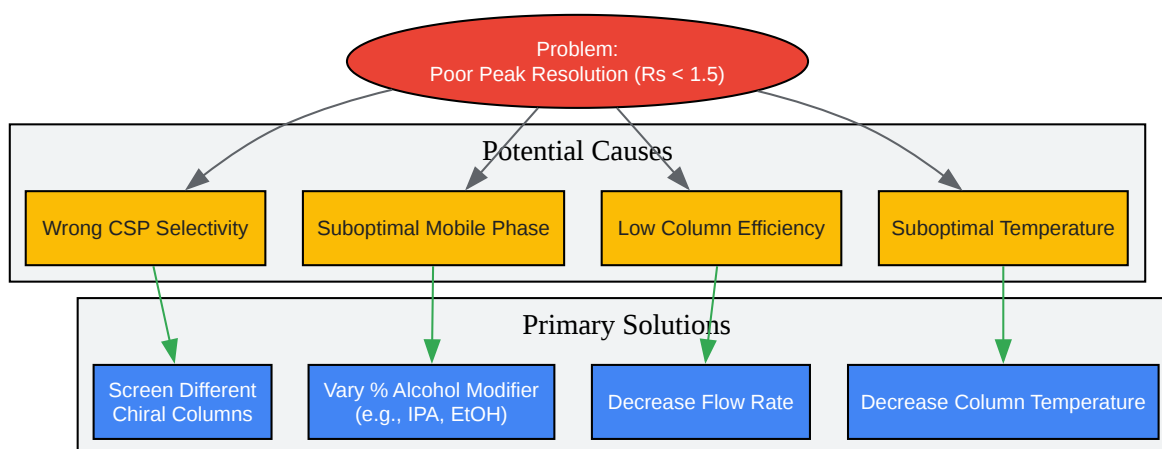 Problem:
Poor Peak Resolution (Rs < 1.5)
Potential Causes
Wrong CSP Selectivity
Suboptimal Mobile Phase
Low Column Efficiency
Suboptimal Temperature
Primary Solutions
Screen Different
Chiral Columns
Vary % Alcohol Modifier
(e.g., IPA, EtOH)
Decrease Flow Rate
Decrease Column Temperature